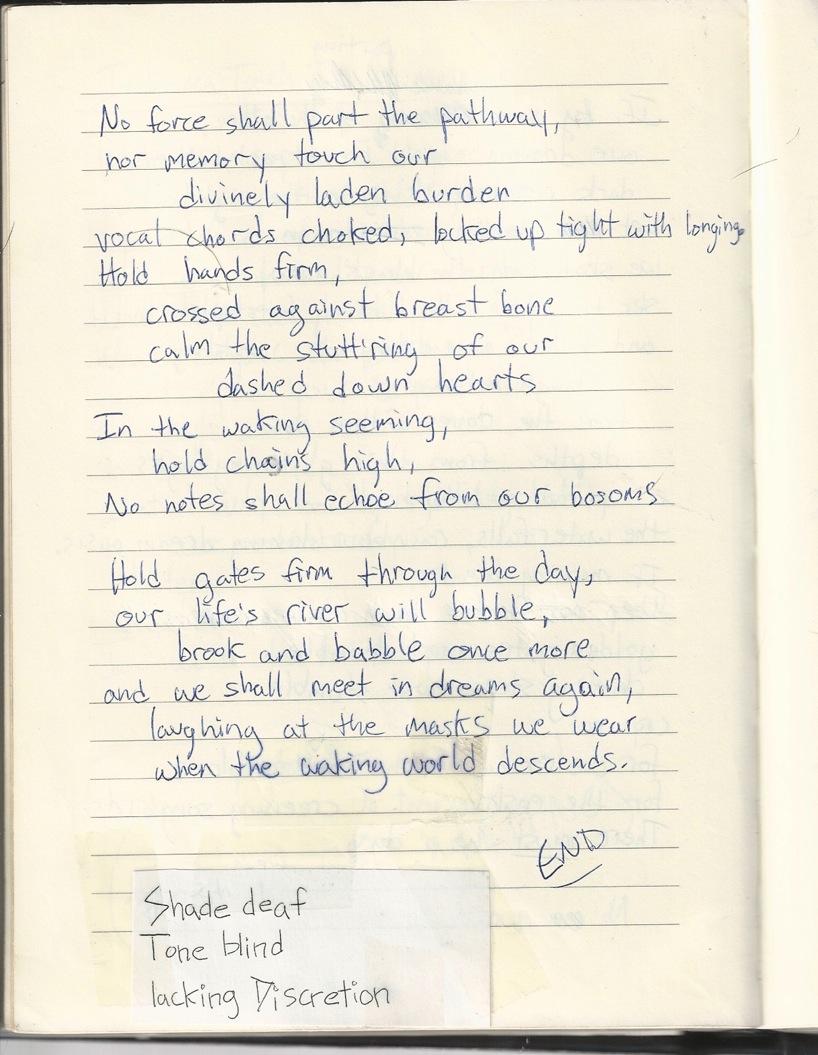 No force shall part the pathway,
nor memory touch our
divinely laden burden
vocal chords choked, locked up tight with longing.
Hold hands firm,
crossed against breast bone
calm the stutt'ring of our
dashed down hearts
In the waking seeming,
hold chains high,
No notes shall echoe from our bosoms
Hold gates firm through the day,
our life's river will bubble,
brook and babble once more
and we shall meet in dreams again,
laughing at the masks we wear
when the waking world descends.
END
Shade deaf
Tone blind
lacking Discretion